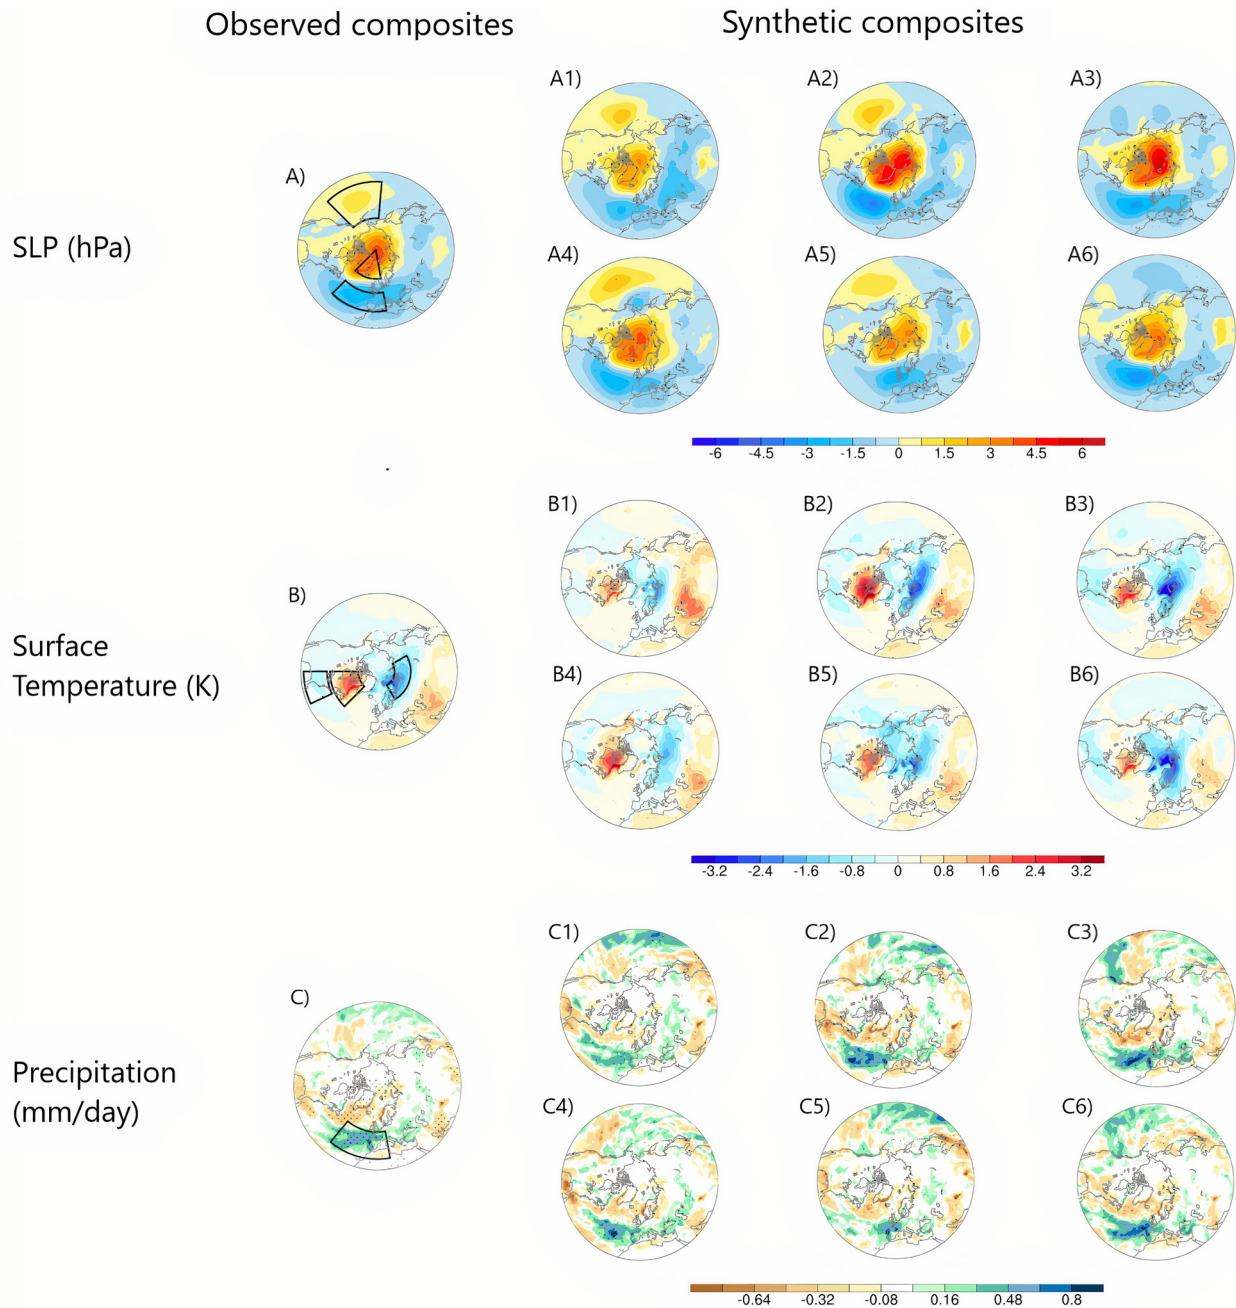 Observed composites
Synthetic composites
A1)
A2)
A3)
A)
SLP (hPa)
A4)
A5)
A6)
-6 -4.5 -3 -1.5 0 1.5 3 4.5 6
B1)
B2)
B3)
B)
Surface
Temperature (K)
B4)
B5)
B6)
-3.2 -2.4 -1.6 -0.8 0 0.8 1.6 2.4 3.2
C1)
C2)
C3)
C)
Precipitation
(mm/day)
C4)
C5)
C6)
-0.64 -0.32 -0.08 0.16 0.48 0.8